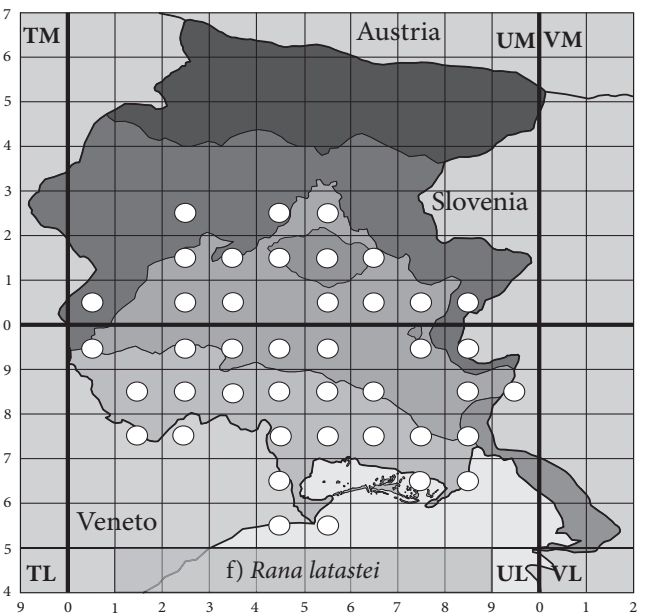 7
TM
Austria
UM VM
6
5
4
3
Slovenia
2
1
0
9
8
7
6
Veneto
5
TL
f) Rana latastei
UL VL
4
9 0 1 2 3 4 5 6 7 8 9 0 1 2